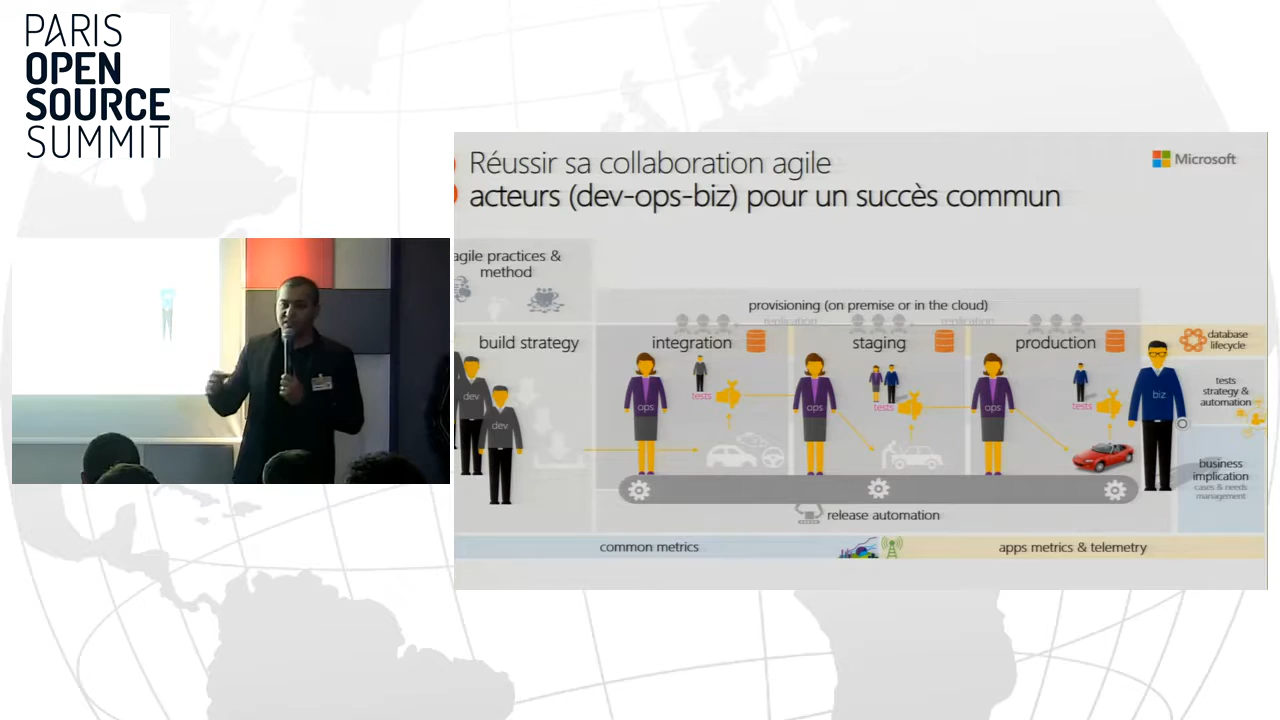 PARIS
OPEN
SOURCE
SUMMIT
Réussir sa collaboration agile
acteurs (dev-ops-biz) pour un succès commun
Microsoft
agile practices &
method
provisioning (on premise or in the cloud)
replication
replication
build strategy
integration
staging
production
database
lifecycle
tests
strategy &
automation
dev
dev
ops
tests
ops
tests
ops
tests
biz
business
implication
cases & needs
management
release automation
common metrics
apps metrics & telemetry